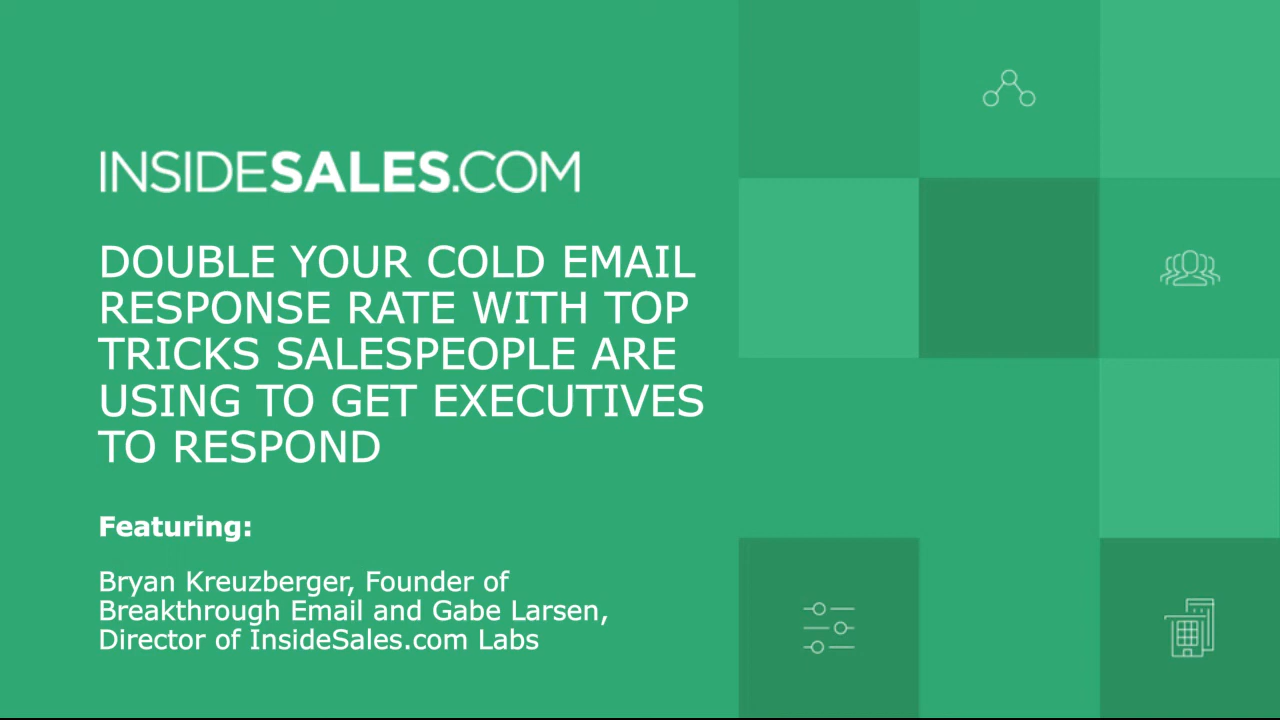 INSIDESALES.COM
DOUBLE YOUR COLD EMAIL
RESPONSE RATE WITH TOP
TRICKS SALESPEOPLE ARE
USING TO GET EXECUTIVES
TO RESPOND
Featuring:
Bryan Kreuzberger, Founder of
Breakthrough Email and Gabe Larsen,
Director of InsideSales.com Labs